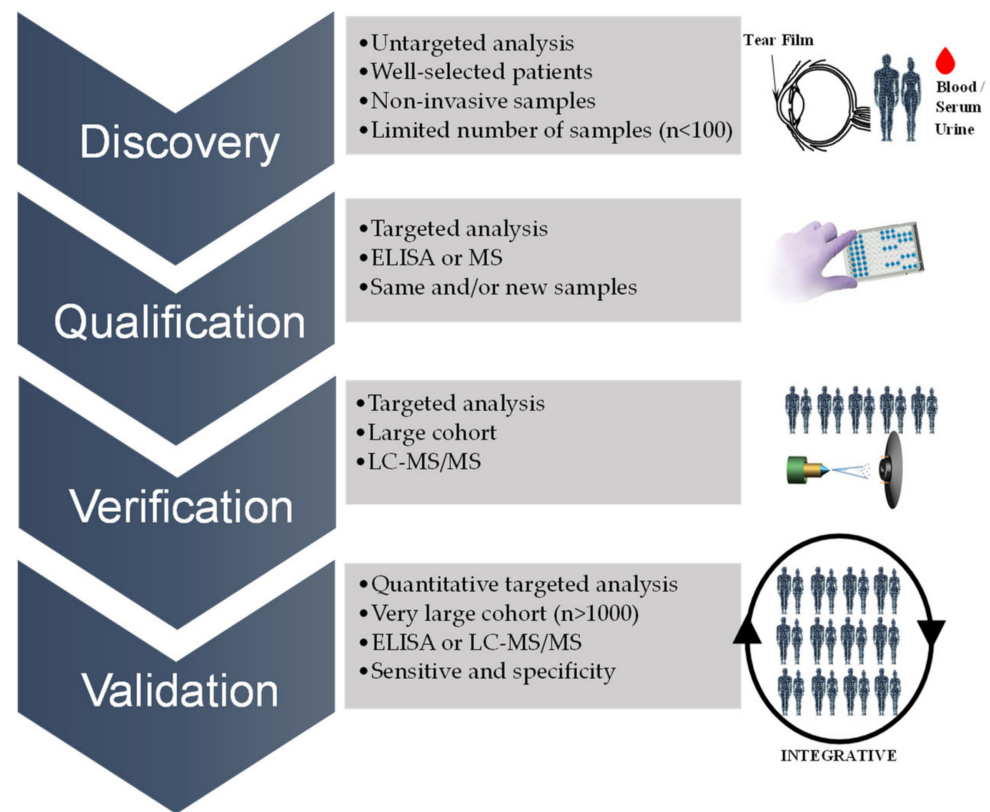 Discovery
•Untargeted analysis
•Well-selected patients
•Non-invasive samples
•Limited number of samples (n<100)
Tear Film
Blood /
Serum
Urine
Qualification
•Targeted analysis
•ELISA or MS
•Same and/or new samples
Verification
•Targeted analysis
•Large cohort
•LC-MS/MS
Validation
•Quantitative targeted analysis
•Very large cohort (n>1000)
•ELISA or LC-MS/MS
•Sensitive and specificity
INTEGRATIVE